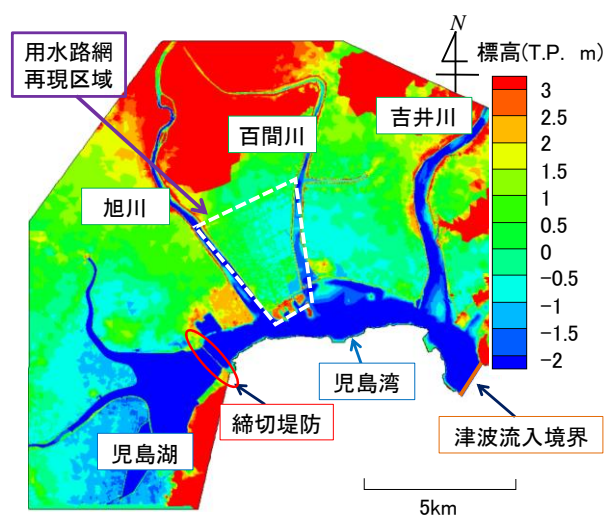 N
用水路網
再現区域
標高(T.P. m)
百間川
吉井川
旭川
3
2.5
2
1.5
1
0.5
0
-0.5
-1
-1.5
-2
児島湾
締切堤防
津波流入境界
児島湖
5km